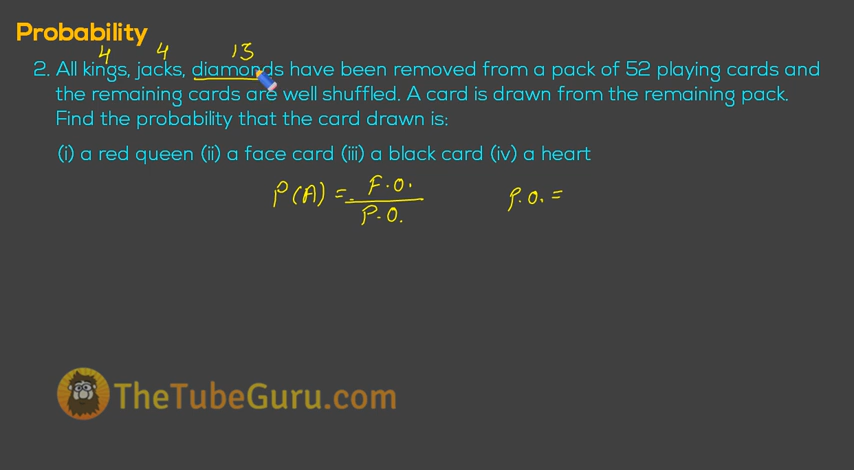 Probability
4 4 13
2. All kings, jacks, diamonds have been removed from a pack of 52 playing cards and
the remaining cards are well shuffled. A card is drawn from the remaining pack.
Find the probability that the card drawn is:
(i) a red queen (ii) a face card (iii) a black card (iv) a heart
P(A) = F.O. / P.O. P.O. =
TheTubeGuru.com